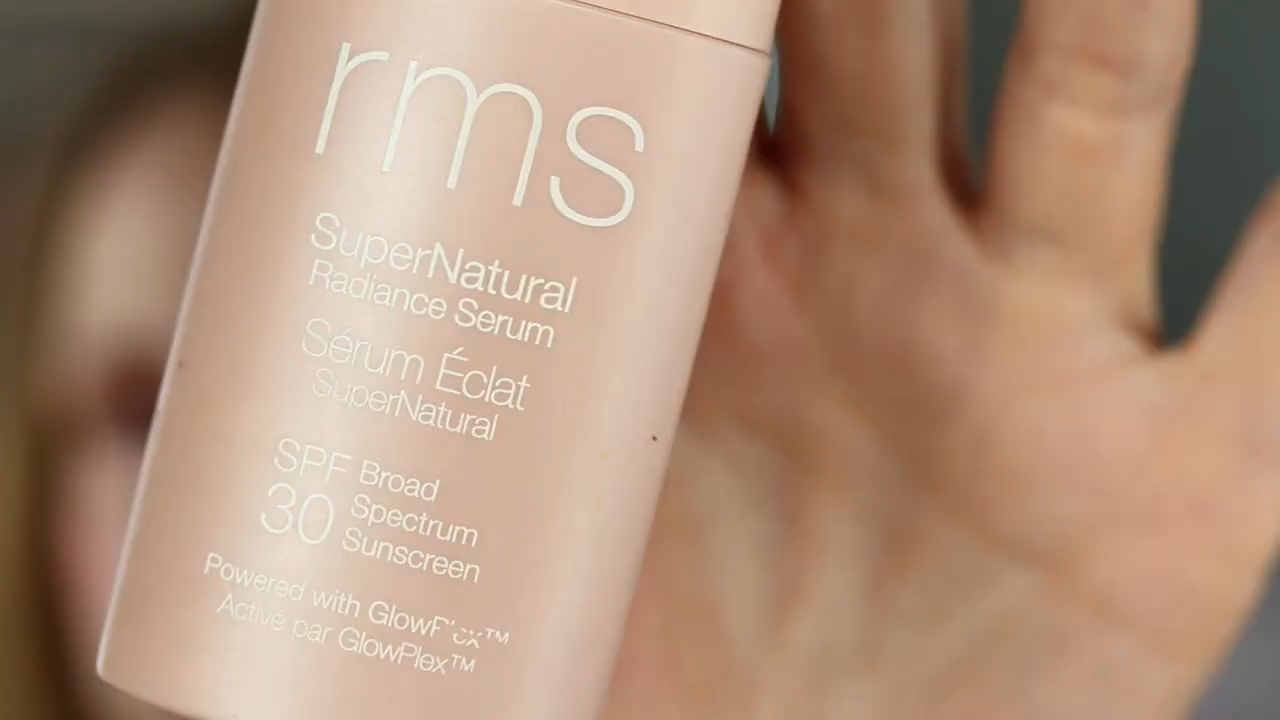 rms
SuperNatural
Radiance Serum
Sérum Éclat
SuperNatural
SPF 30
Broad
Spectrum
Sunscreen
Powered with
Activé par GlowPlex™